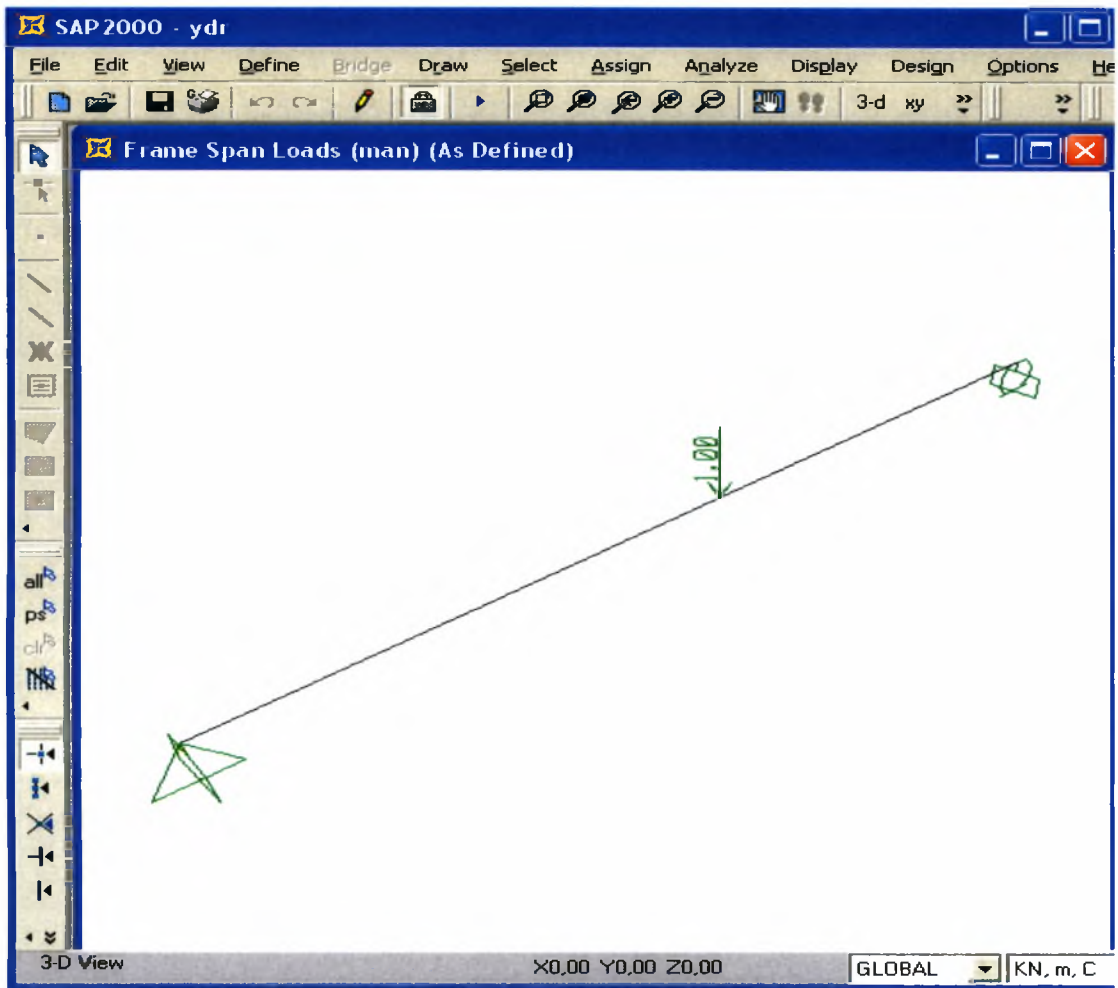 SAP2000 - ydr
File Edit View Define Bridge Draw Select Assign Analyze Display Design Options He
3-d xy
Frame Span Loads (man) (As Defined)
1.00
all
ps
clr
3-D View X0,00 Y0,00 Z0,00 GLOBAL KN, m, C